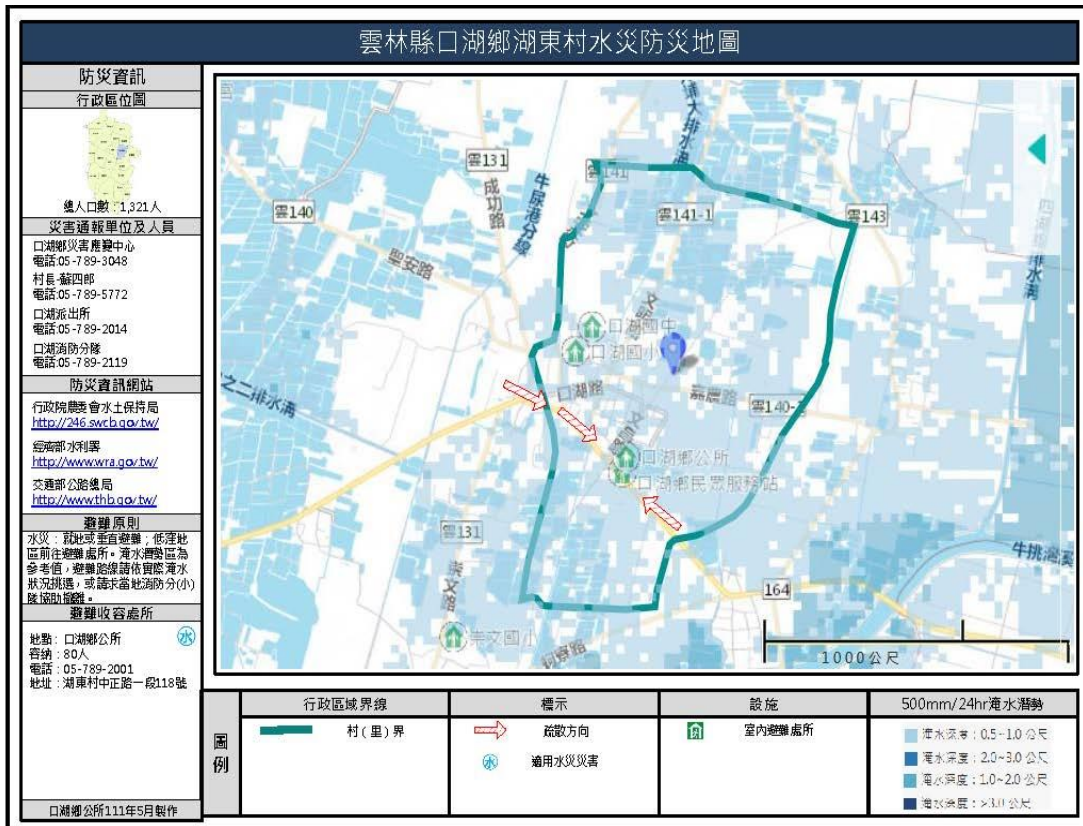 雲林縣口湖鄉湖東村水災防災地圖
防災資訊
行政區位圖
總人口數：1,321人
災害通報單位及人員
口湖鄉災害應變中心
電話:05-789-3048
村長-蘇四郎
電話:05-789-5772
口湖派出所
電話:05-789-2014
口湖消防分隊
電話:05-789-2119
防災資訊網站
行政院農委會水土保持局
http://246.swcb.gov.tw/
經濟部水利署
http://www.wra.gov.tw/
交通部公路總局
http://www.thb.gov.tw/
避難原則
水災：就地或垂直避難；低窪地
區前往避難處所。淹水潛勢區為
參考值，避難路線請依實際淹水
狀況挑選，或請求當地消防分(小)
隊協助撤離。
避難收容處所
地點：口湖鄉公所
水
容納：80人
電話：05-789-2001
地址：湖東村中正路一段118號
口湖鄉公所111年5月製作
雲131
成功路
牛尿港分線
雲141
雲141-1
雲143
雲140
聖安路
口湖國中
口湖國小
之二排水溝
口湖路
嘉農路
口湖鄉公所
口湖鄉民眾服務站
雲131
崇文路
崇文國小
164
牛挑灣溪
1000公尺
圖例
行政區域界線
村(里)界
標示
疏散方向
水
適用水災災害
設施
室內避難處所
500mm/24hr淹水潛勢
淹水深度：0.5~1.0 公尺
淹水深度：2.0~3.0 公尺
淹水深度：1.0~2.0 公尺
淹水深度：>3.0 公尺